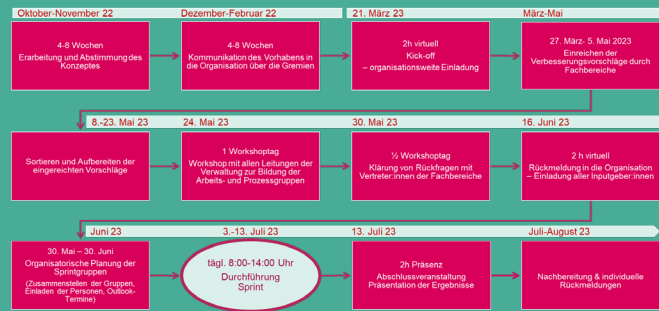 Oktober-November 22
Dezember-Februar 22
21. März 23
März-Mai
4-8 Wochen
Erarbeitung und Abstimmung des
Konzeptes
4-8 Wochen
Kommunikation des Vorhabens in
die Organisation über die Gremien
2h virtuell
Kick-off
– organisationsweite Einladung
27. März- 5. Mai 2023
Einreichen der
Verbesserungsvorschläge durch
Fachbereiche
8.-23. Mai 23
24. Mai 23
30. Mai 23
16. Juni 23
Sortieren und Aufbereiten der
eingereichten Vorschläge
1 Workshoptag
Workshop mit allen Leitungen der
Verwaltung zur Bildung der
Arbeits- und Prozessgruppen
½ Workshoptag
Klärung von Rückfragen mit
Vertreter:innen der Fachbereiche
2 h virtuell
Rückmeldung in die Organisation
– Einladung aller Inputgeber:innen
Juni 23
3.-13. Juli 23
13. Juli 23
Juli-August 23
30. Mai – 30. Juni
Organisatorische Planung der
Sprintgruppen
(Zusammenstellen der Gruppen,
Einladen der Personen, Outlook-
Termine)
tägl. 8:00-14:00 Uhr
Durchführung
Sprint
2h Präsenz
Abschlussveranstaltung
Präsentation der Ergebnisse
Nachbereitung & individuelle
Rückmeldungen